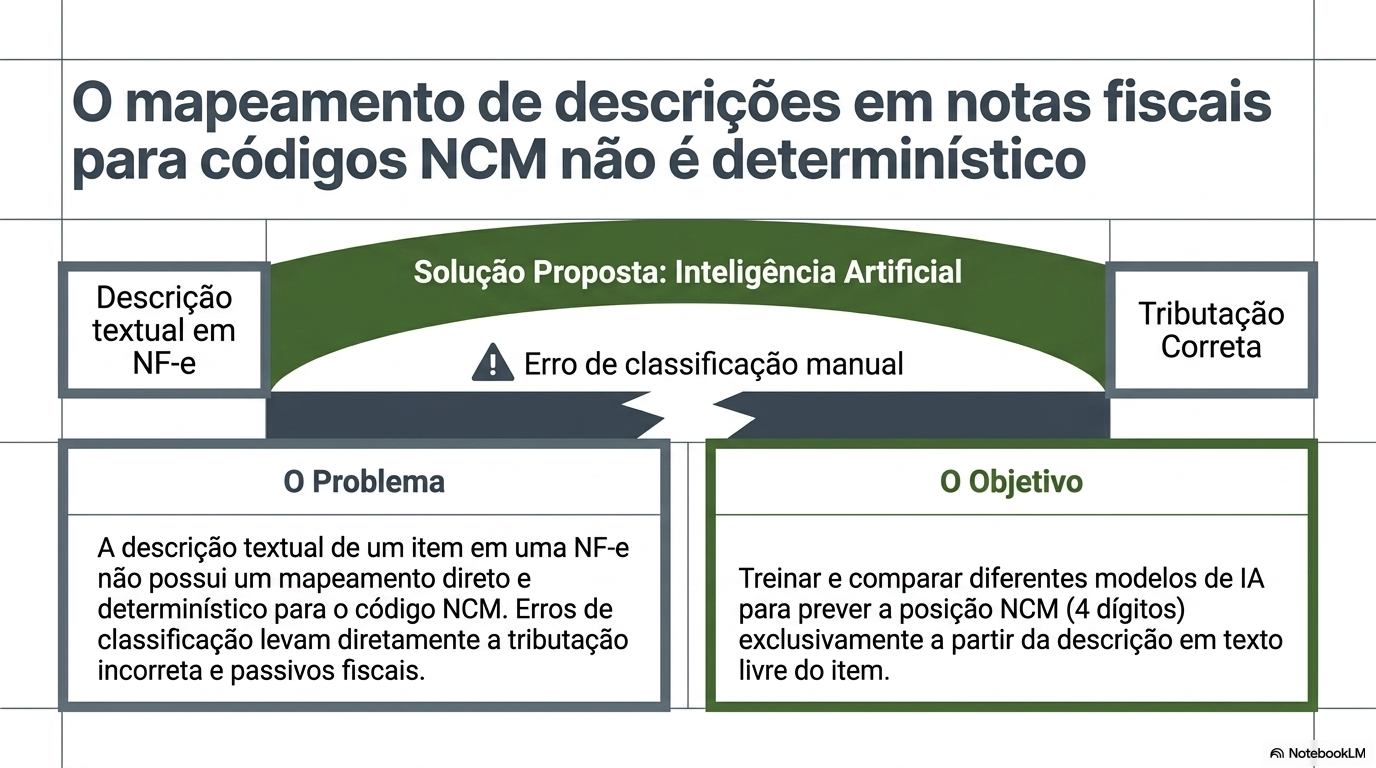 O mapeamento de descrições em notas fiscais
para códigos NCM não é determinístico
Solução Proposta: Inteligência Artificial
Descrição
textual em
NF-e
Tributação
Correta
Erro de classificação manual
O Problema
A descrição textual de um item em uma NF-e
não possui um mapeamento direto e
determinístico para o código NCM. Erros de
classificação levam diretamente a tributação
incorreta e passivos fiscais.
O Objetivo
Treinar e comparar diferentes modelos de IA
para prever a posição NCM (4 dígitos)
exclusivamente a partir da descrição em texto
livre do item.
NotebookLM